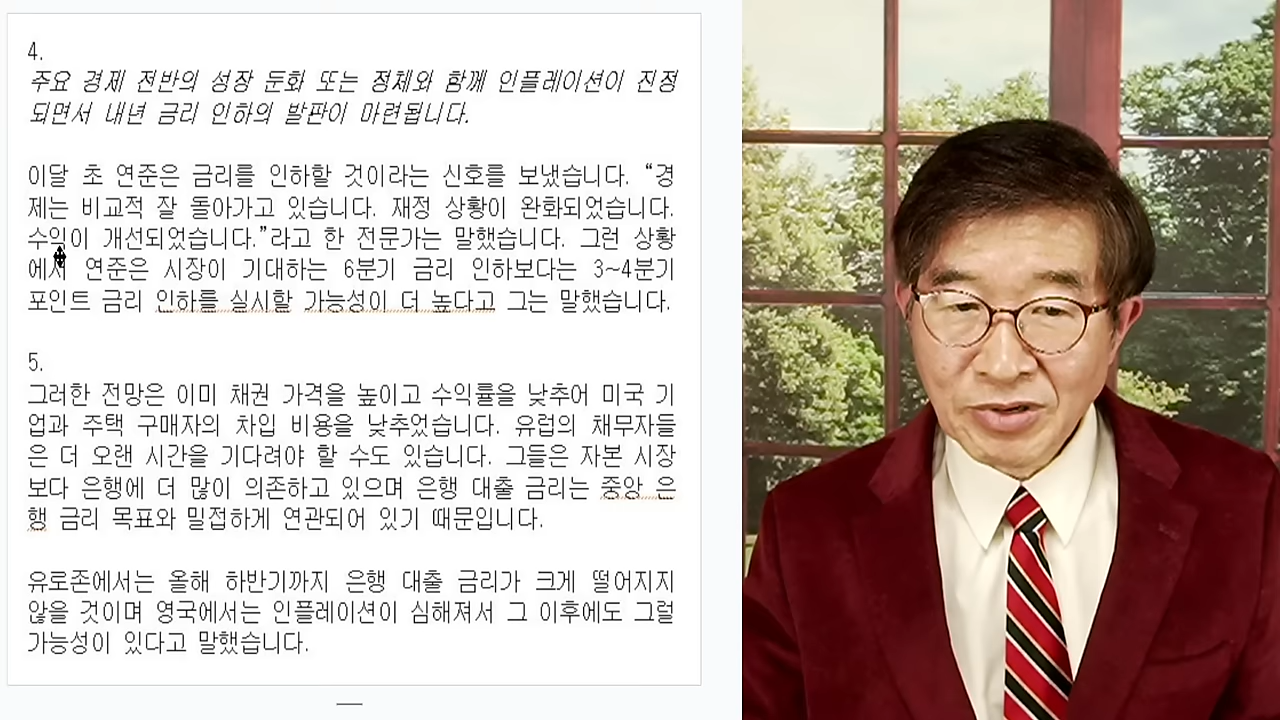 4.
주요 경제 전반의 성장 둔화 또는 정체와 함께 인플레이션이 진정
되면서 내년 금리 인하의 발판이 마련됩니다.
이달 초 연준은 금리를 인하할 것이라는 신호를 보냈습니다. “경
제는 비교적 잘 돌아가고 있습니다. 재정 상황이 완화되었습니다.
수익이 개선되었습니다.”라고 한 전문가는 말했습니다. 그런 상황
에서 연준은 시장이 기대하는 6분기 금리 인하보다는 3~4분기
포인트 금리 인하를 실시할 가능성이 더 높다고 그는 말했습니다.
5.
그러한 전망은 이미 채권 가격을 높이고 수익률을 낮추어 미국 기
업과 주택 구매자의 차입 비용을 낮추었습니다. 유럽의 채무자들
은 더 오랜 시간을 기다려야 할 수도 있습니다. 그들은 자본 시장
보다 은행에 더 많이 의존하고 있으며 은행 대출 금리는 중앙 은
행 금리 목표와 밀접하게 연관되어 있기 때문입니다.
유로존에서는 올해 하반기까지 은행 대출 금리가 크게 떨어지지
않을 것이며 영국에서는 인플레이션이 심해져서 그 이후에도 그럴
가능성이 있다고 말했습니다.